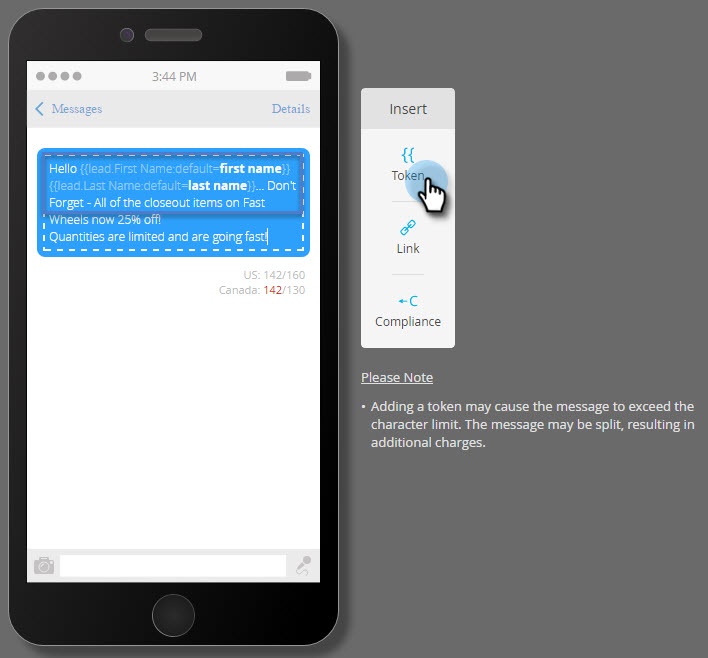 3:44 PM
Messages
Details
Hello {{lead.First Name:default=first name}}
{{lead.Last Name:default=last name}}... Don't
Forget - All of the closeout items on Fast
Wheels now 25% off!
Quantities are limited and are going fast!
US: 142/160
Canada: 142/130
Insert
{{
Token
Link
C
Compliance
Please Note
• Adding a token may cause the message to exceed the
character limit. The message may be split, resulting in
additional charges.